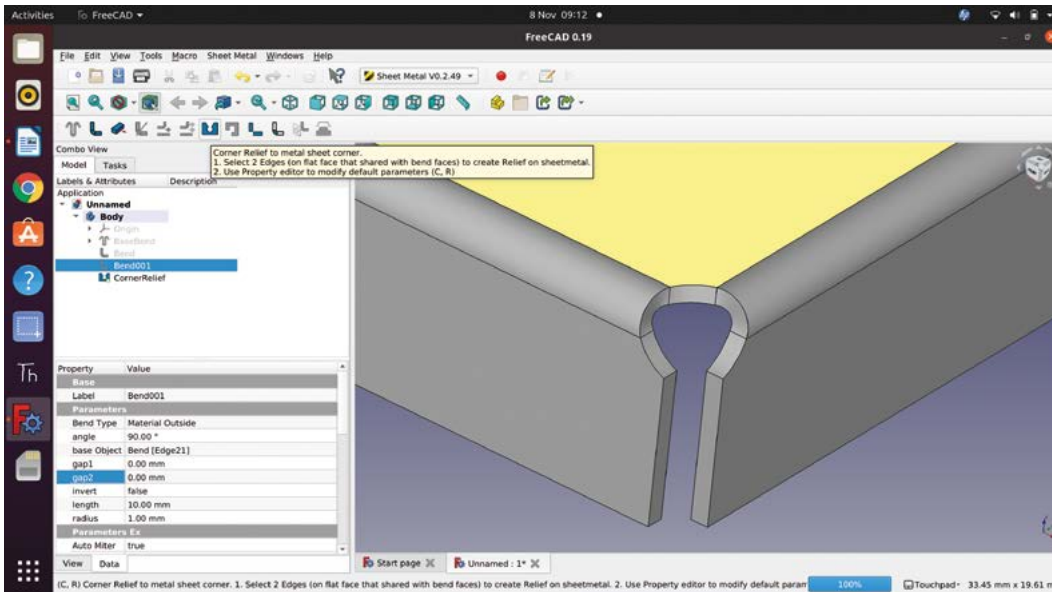 Activities
FreeCAD
8 Nov 09:12
FreeCAD 0.19
File Edit View Tools Macro Sheet Metal Windows Help
Sheet Metal V0.2.49
Combo View
Corner Relief to metal sheet corner.
1. Select 2 Edges (on flat face that shared with bend faces) to create Relief on sheetmetal.
2. Use Property editor to modify default parameters (C, R)
Model Tasks
Labels & Attributes Description
Application
Unnamed
Body
Origin
BaseBend
Bend
Bend001
CornerRelief
Th
Property Value
Base
Label Bend001
Parameters
Bend Type Material Outside
angle 90.00 °
base Object Bend [Edge21]
gap1 0.00 mm
gap2 0.00 mm
invert false
length 10.00 mm
radius 1.00 mm
Parameters Ex
Auto Miter true
View Data
Start page
Unnamed : 1*
(C, R) Corner Relief to metal sheet corner. 1. Select 2 Edges (on flat face that shared with bend faces) to create Relief on sheetmetal. 2. Use Property editor to modify default param
100%
Touchpad 33.45 mm x 19.61 m